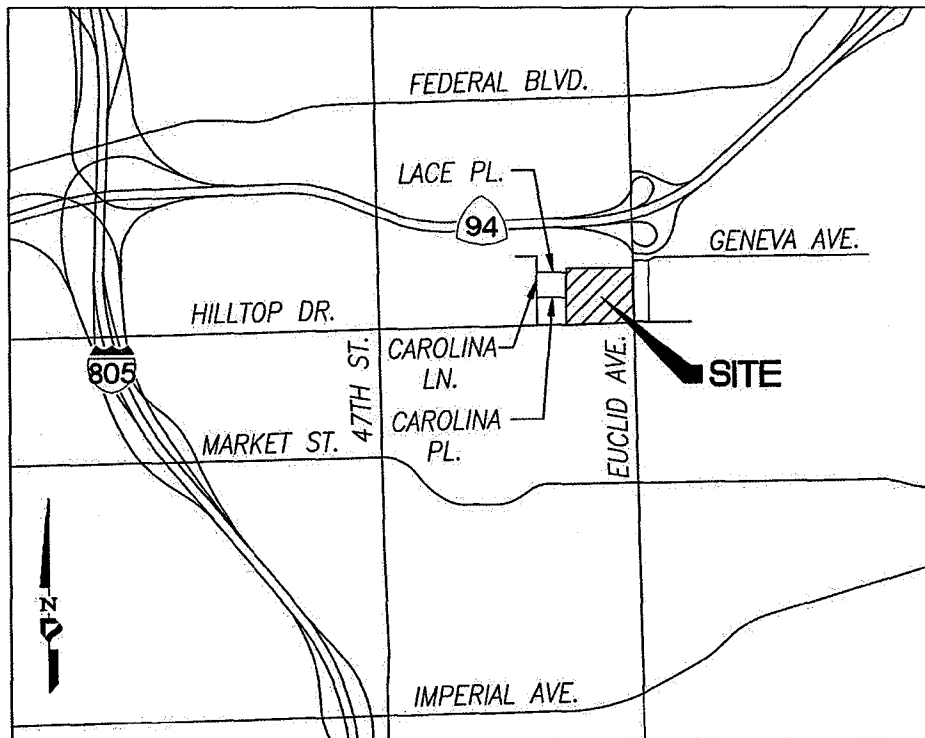 FEDERAL BLVD.
LACE PL.
94
GENEVA AVE.
HILLTOP DR.
805
47TH ST.
CAROLINA
LN.
CAROLINA
PL.
EUCLID AVE.
SITE
MARKET ST.
N
IMPERIAL AVE.